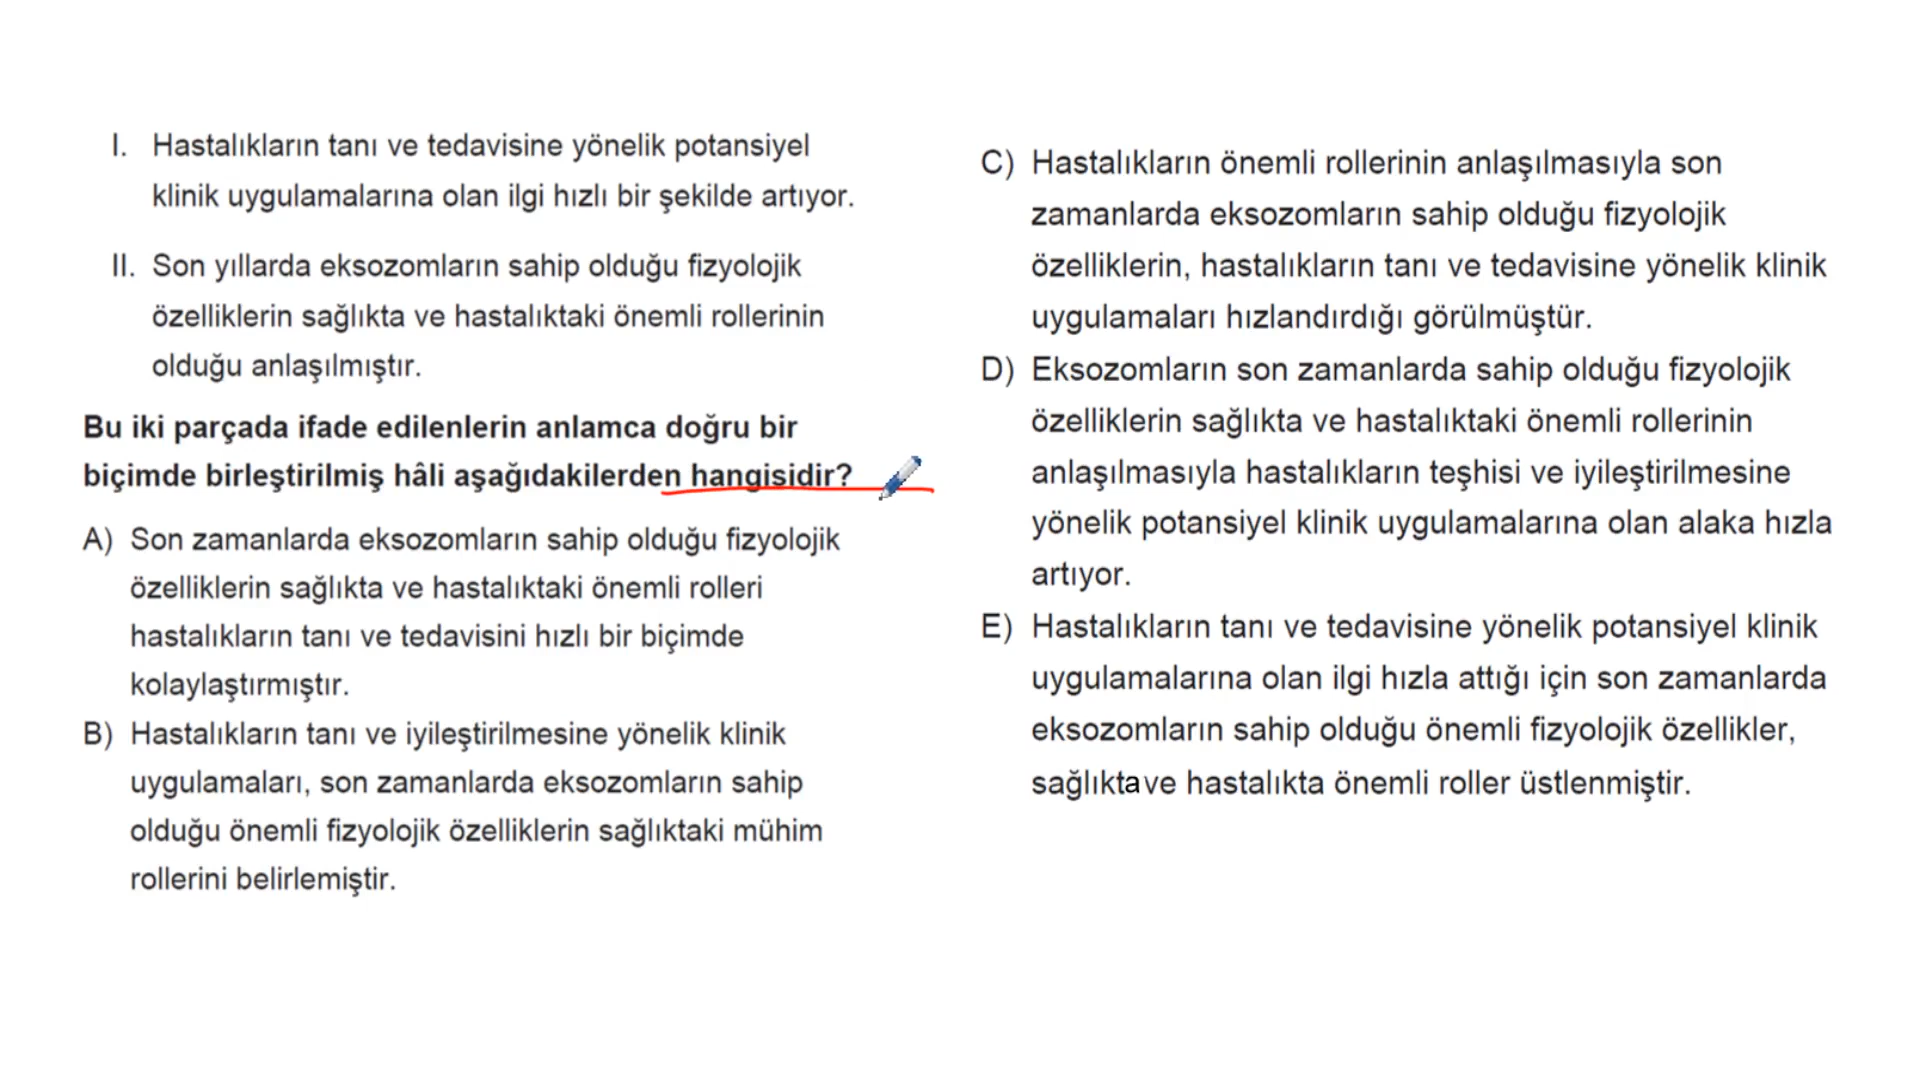 I. Hastalıkların tanı ve tedavisine yönelik potansiyel
klinik uygulamalarına olan ilgi hızlı bir şekilde artıyor.
II. Son yıllarda eksozomların sahip olduğu fizyolojik
özelliklerin sağlıkta ve hastalıktaki önemli rollerinin
olduğu anlaşılmıştır.
Bu iki parçada ifade edilenlerin anlamca doğru bir
biçimde birleştirilmiş hâli aşağıdakilerden hangisidir?
A) Son zamanlarda eksozomların sahip olduğu fizyolojik
özelliklerin sağlıkta ve hastalıktaki önemli rolleri
hastalıkların tanı ve tedavisini hızlı bir biçimde
kolaylaştırmıştır.
B) Hastalıkların tanı ve iyileştirilmesine yönelik klinik
uygulamaları, son zamanlarda eksozomların sahip
olduğu önemli fizyolojik özelliklerin sağlıktaki mühim
rollerini belirlemiştir.
C) Hastalıkların önemli rollerinin anlaşılmasıyla son
zamanlarda eksozomların sahip olduğu fizyolojik
özelliklerin, hastalıkların tanı ve tedavisine yönelik klinik
uygulamaları hızlandırdığı görülmüştür.
D) Eksozomların son zamanlarda sahip olduğu fizyolojik
özelliklerin sağlıkta ve hastalıktaki önemli rollerinin
anlaşılmasıyla hastalıkların teşhisi ve iyileştirilmesine
yönelik potansiyel klinik uygulamalarına olan alaka hızla
artıyor.
E) Hastalıkların tanı ve tedavisine yönelik potansiyel klinik
uygulamalarına olan ilgi hızla attığı için son zamanlarda
eksozomların sahip olduğu önemli fizyolojik özellikler,
sağlıkta ve hastalıkta önemli roller üstlenmiştir.